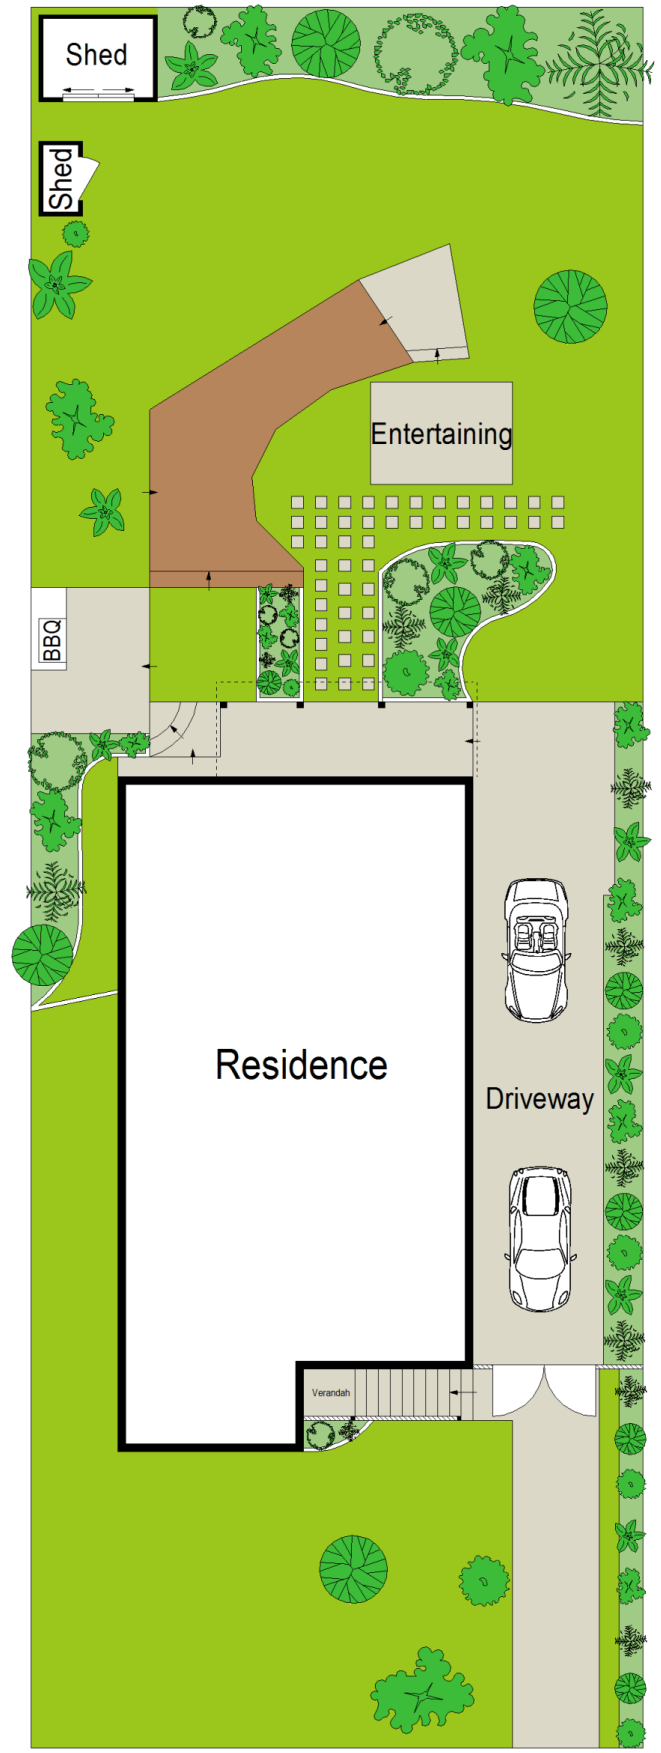 Shed
Shed
Entertaining
BBQ
Residence
Driveway
Verandah